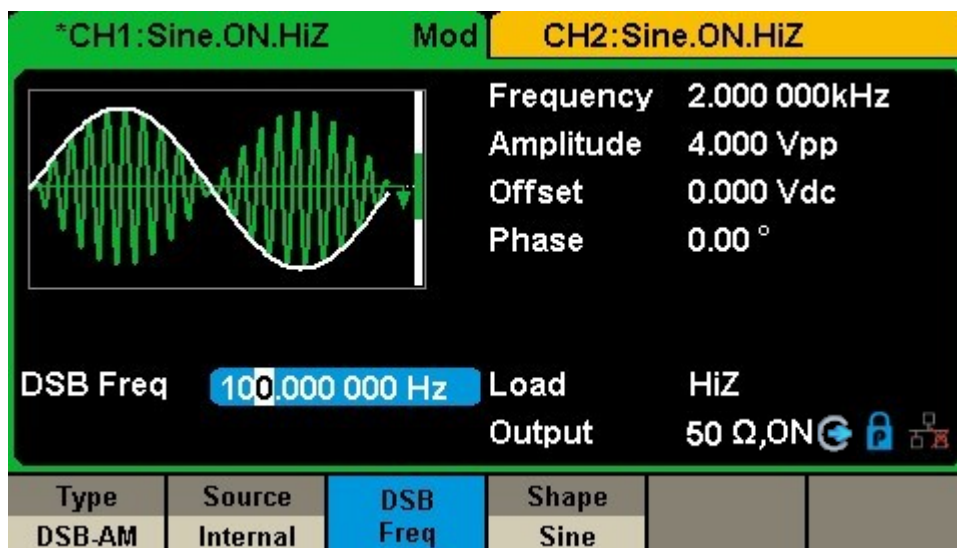 *CH1:Sine.ON.HiZ Mod CH2:Sine.ON.HiZ
Frequency 2.000 000kHz
Amplitude 4.000 Vpp
Offset 0.000 Vdc
Phase 0.00 °
DSB Freq 100.000 000 Hz Load HiZ
Output 50 Ω,ON P
Type Source DSB Freq Shape
DSB-AM Internal Sine